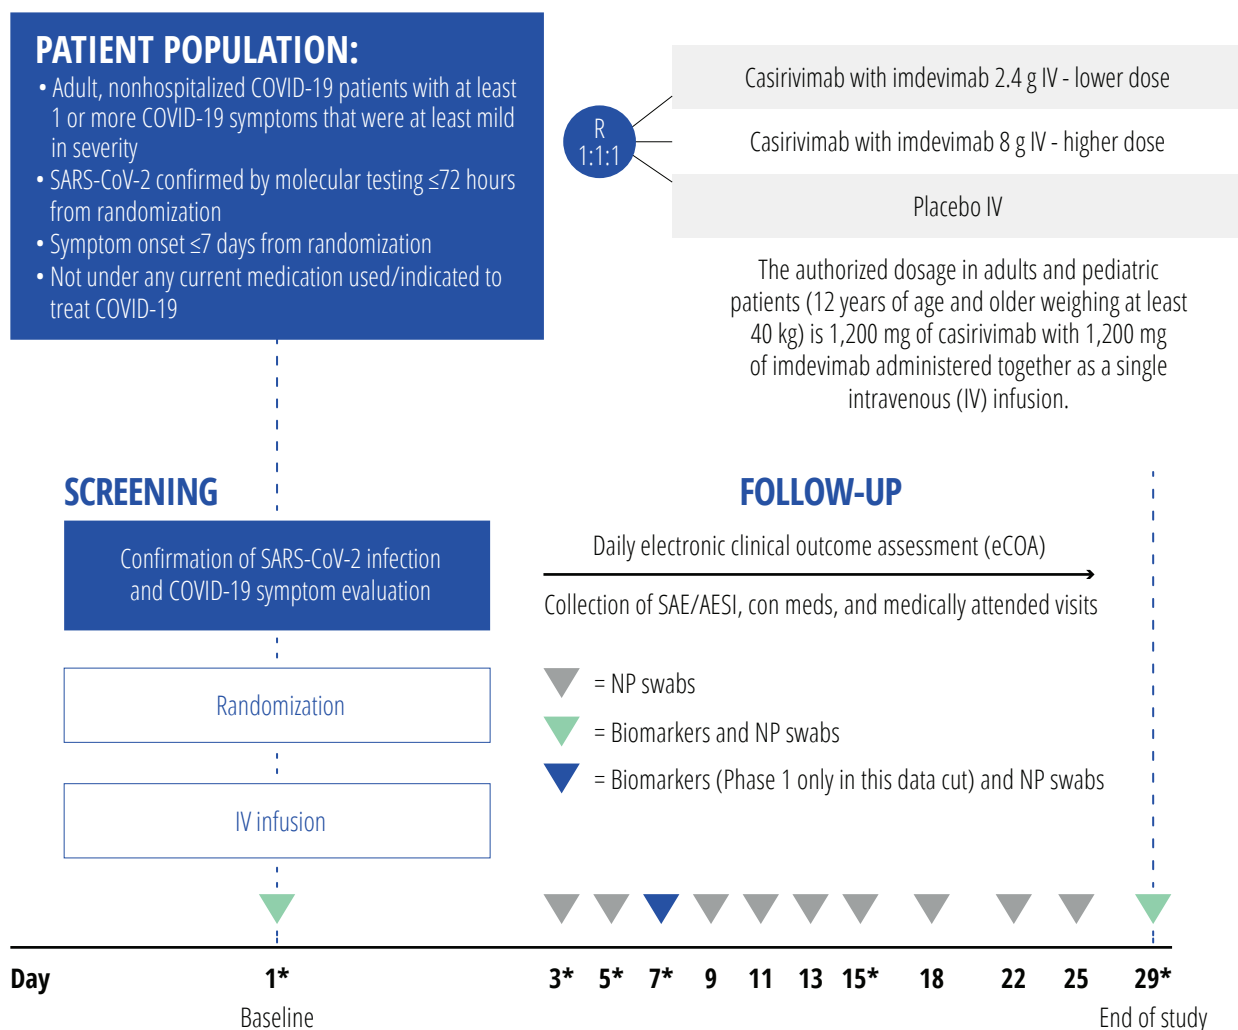 PATIENT POPULATION:
• Adult, nonhospitalized COVID-19 patients with at least
1 or more COVID-19 symptoms that were at least mild
in severity
• SARS-CoV-2 confirmed by molecular testing ≤72 hours
from randomization
• Symptom onset ≤7 days from randomization
• Not under any current medication used/indicated to
treat COVID-19
R
1:1:1
Casirivimab with imdevimab 2.4 g IV - lower dose
Casirivimab with imdevimab 8 g IV - higher dose
Placebo IV
The authorized dosage in adults and pediatric
patients (12 years of age and older weighing at least
40 kg) is 1,200 mg of casirivimab with 1,200 mg
of imdevimab administered together as a single
intravenous (IV) infusion.
SCREENING
Confirmation of SARS-CoV-2 infection
and COVID-19 symptom evaluation
Randomization
IV infusion
FOLLOW-UP
Daily electronic clinical outcome assessment (eCOA)
Collection of SAE/AESI, con meds, and medically attended visits
= NP swabs
= Biomarkers and NP swabs
= Biomarkers (Phase 1 only in this data cut) and NP swabs
Day 1* 3* 5* 7* 9 11 13 15* 18 22 25 29*
Baseline End of study